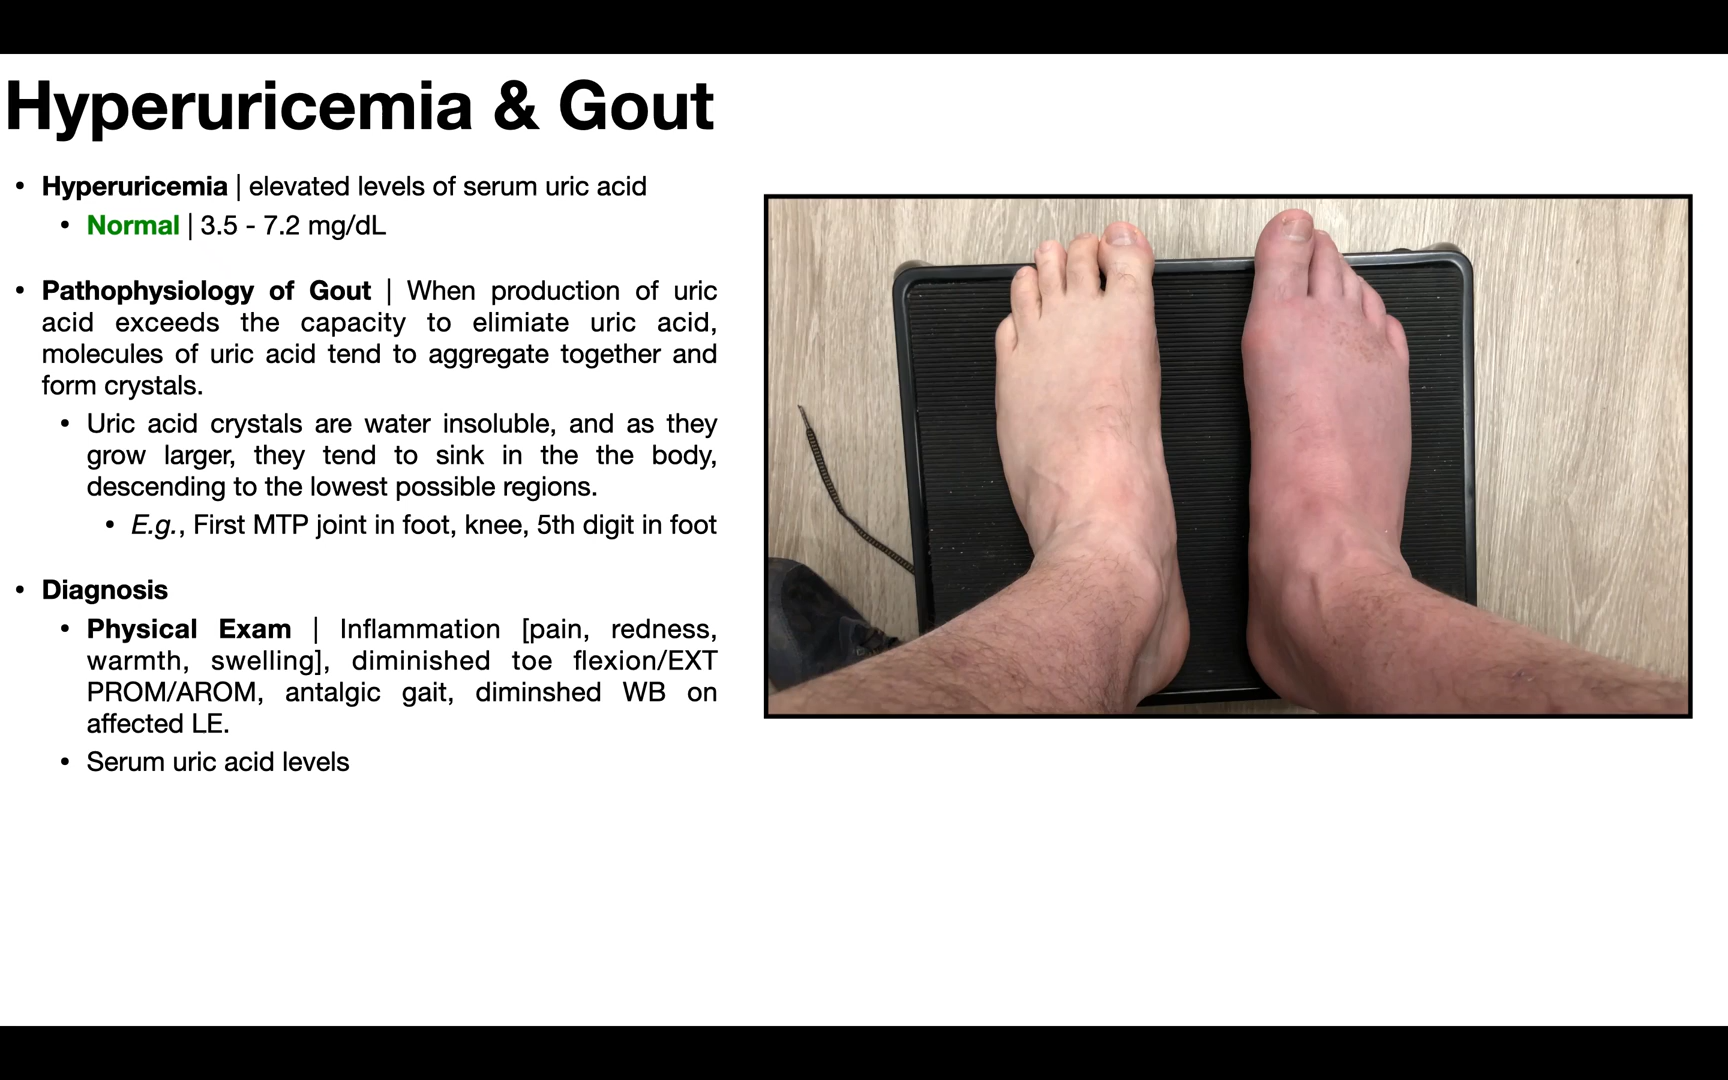 Hyperuricemia & Gout
• Hyperuricemia | elevated levels of serum uric acid
• Normal | 3.5 - 7.2 mg/dL
• Pathophysiology of Gout | When production of uric
acid exceeds the capacity to elimiate uric acid,
molecules of uric acid tend to aggregate together and
form crystals.
• Uric acid crystals are water insoluble, and as they
grow larger, they tend to sink in the the body,
descending to the lowest possible regions.
• E.g., First MTP joint in foot, knee, 5th digit in foot
• Diagnosis
• Physical Exam | Inflammation [pain, redness,
warmth, swelling], diminished toe flexion/EXT
PROM/AROM, antalgic gait, diminshed WB on
affected LE.
• Serum uric acid levels